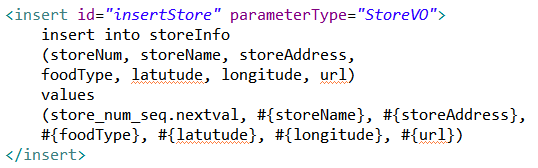 <insert id="insertStore" parameterType="StoreVO">
insert into storeInfo
(storeNum, storeName, storeAddress,
foodType, latutude, longitude, url)
values
(store_num_seq.nextval, #{storeName}, #{storeAddress},
#{foodType}, #{latutude}, #{longitude}, #{url})
</insert>